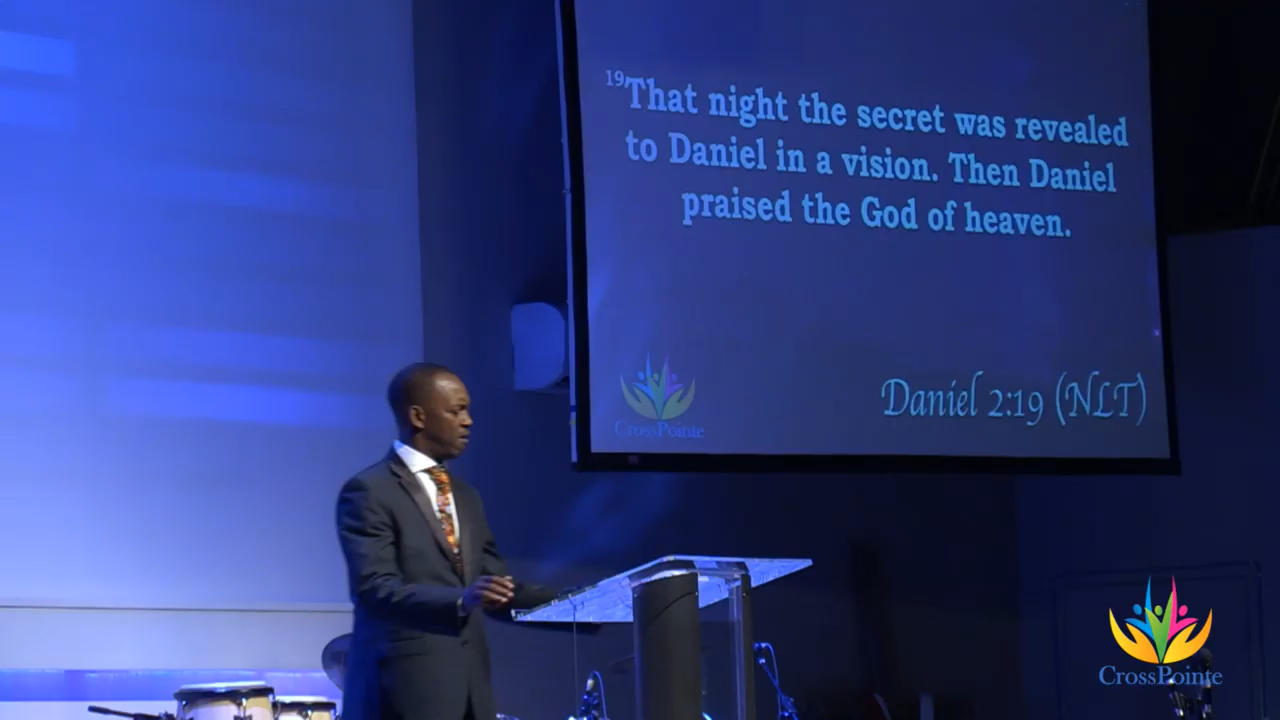 19That night the secret was revealed
to Daniel in a vision. Then Daniel
praised the God of heaven.
CrossPointe
Daniel 2:19 (NLT)
CrossPointe